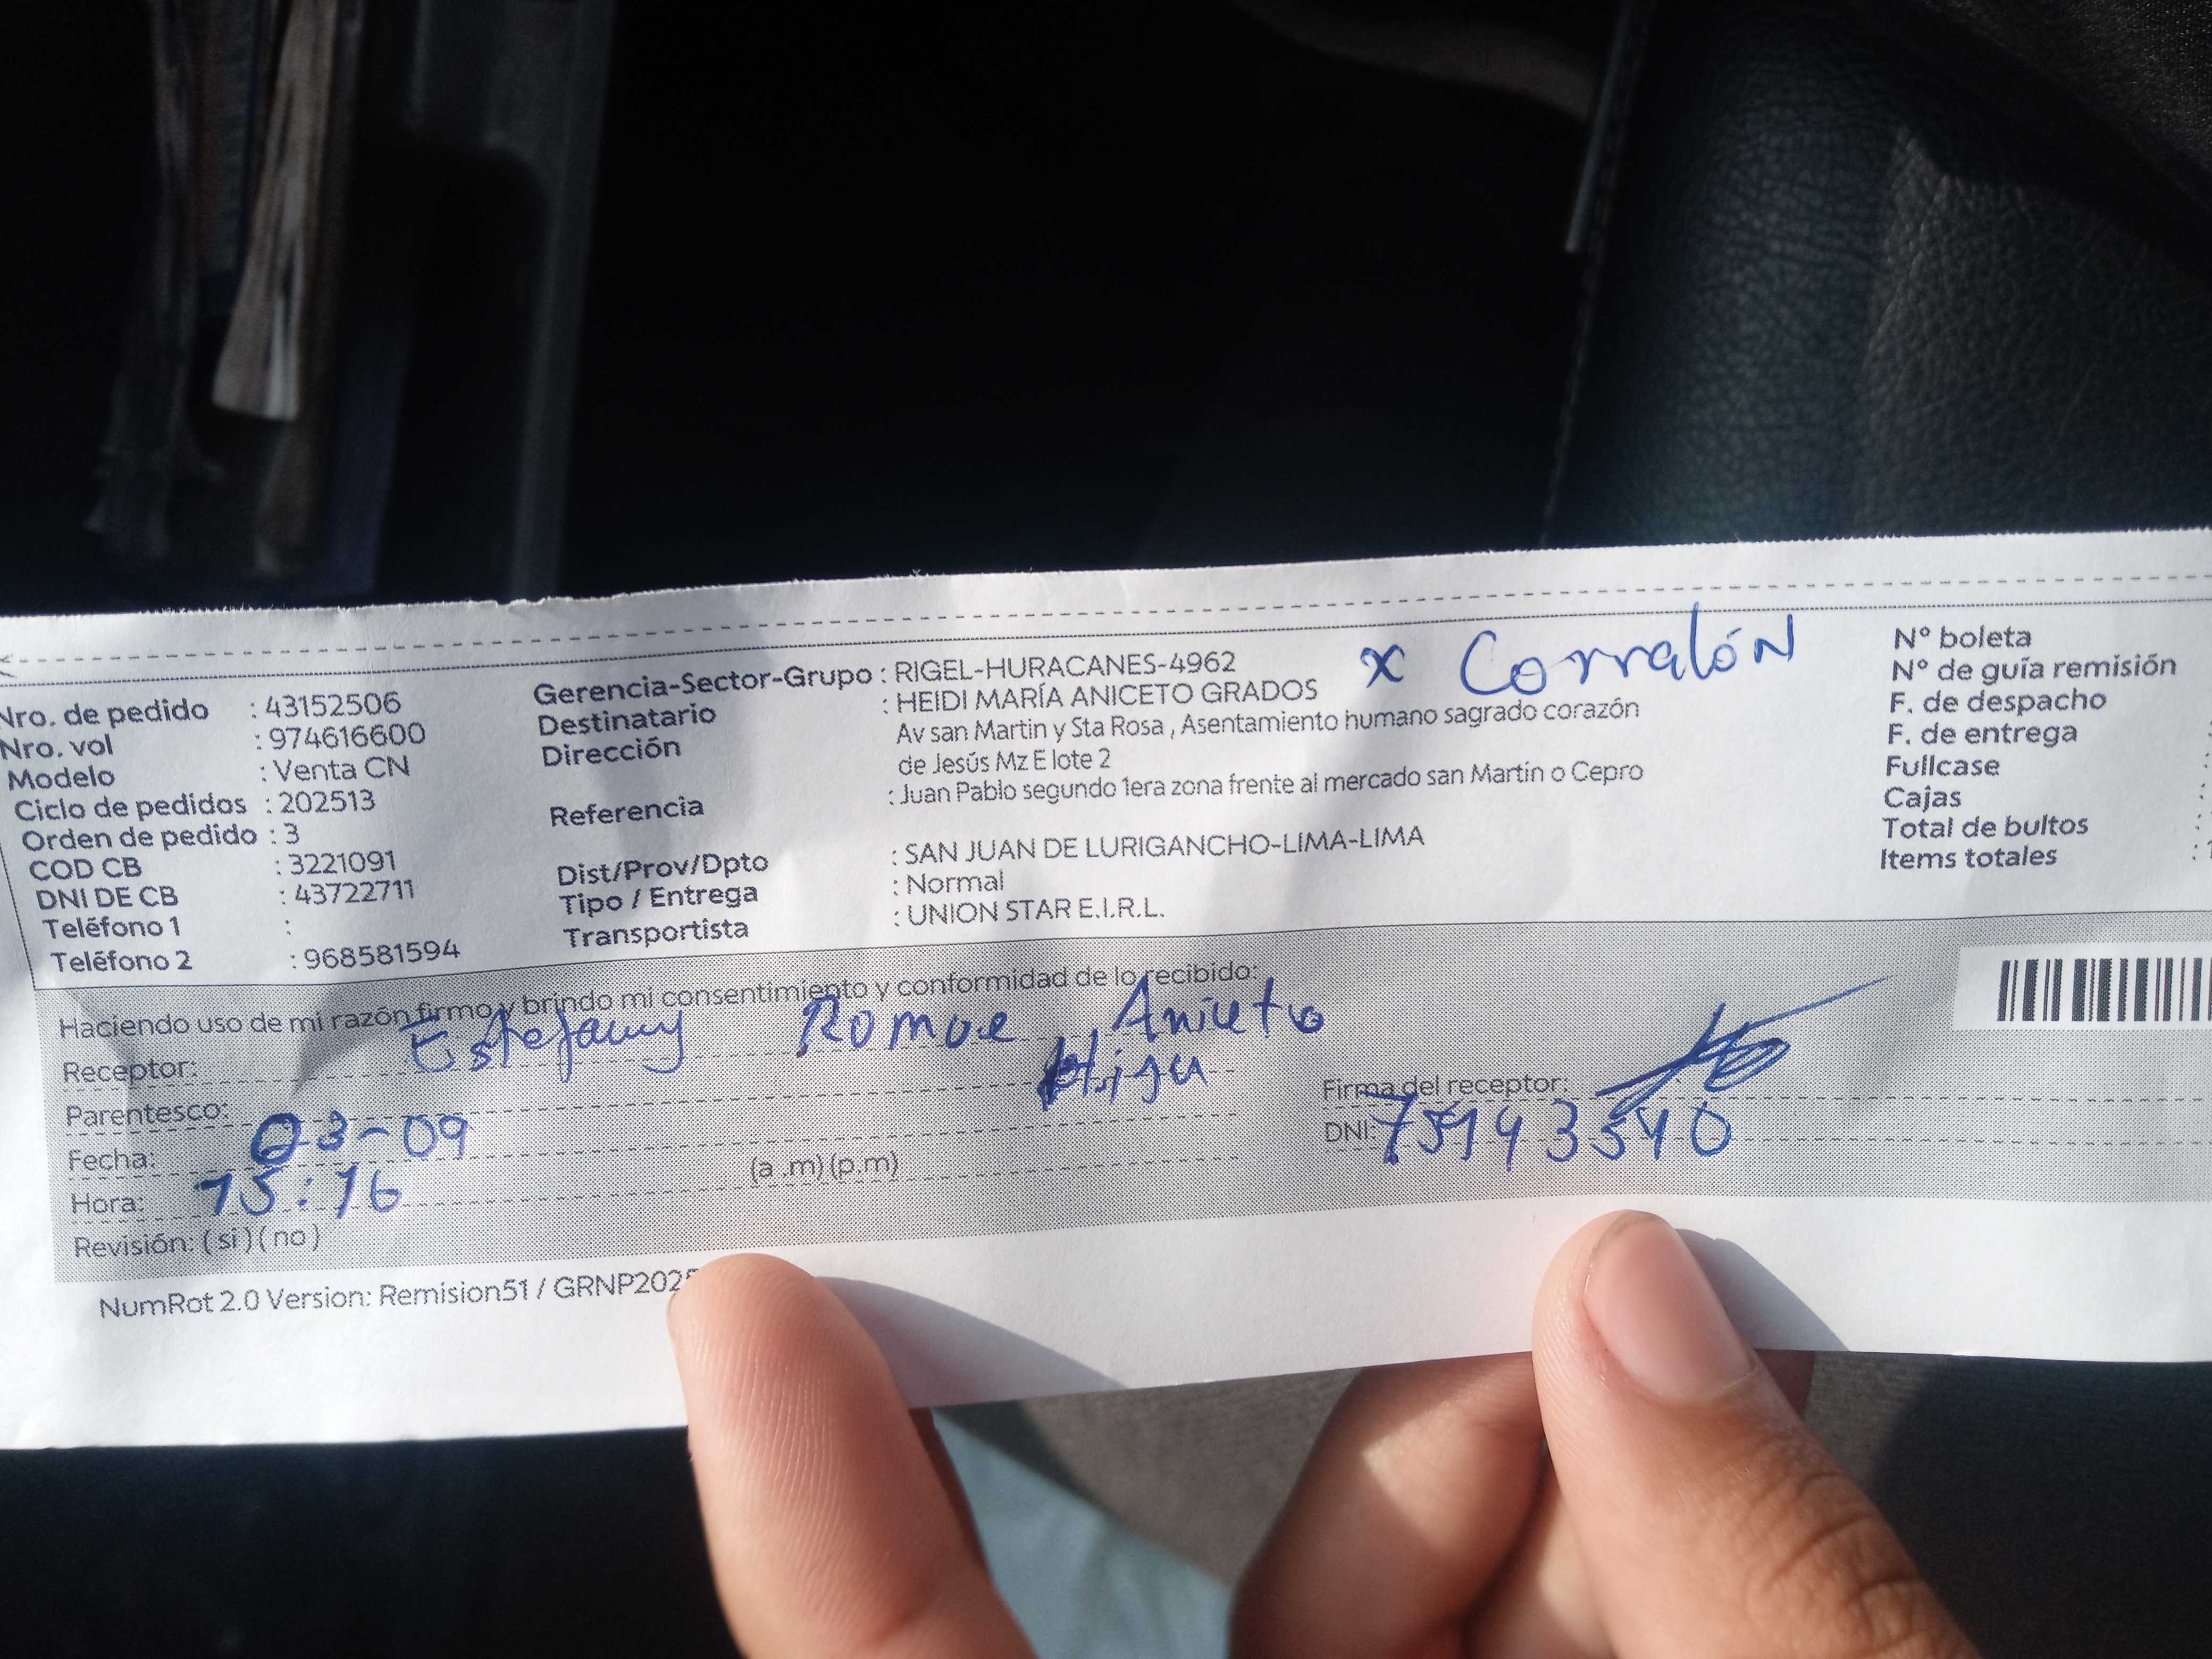 Nro. de pedido : 43152506
Nro. vol : 974616600
Modelo : Venta CN
Ciclo de pedidos : 202513
Orden de pedido : 3
COD CB : 3221091
DNI DE CB : 43722711
Teléfono 1 :
Teléfono 2 : 968581594
Gerencia-Sector-Grupo : RIGEL-HURACANES-4962
Destinatario : HEIDI MARÍA ANICETO GRADOS
Dirección Av san Martin y Sta Rosa , Asentamiento humano sagrado corazón
de Jesús Mz E lote 2
Referencia : Juan Pablo segundo 1era zona frente al mercado san Martín o Cepro
Dist/Prov/Dpto : SAN JUAN DE LURIGANCHO-LIMA-LIMA
Tipo / Entrega : Normal
Transportista : UNION STAR E.I.R.L.
x Corralón
N° boleta
N° de guía remisión
F. de despacho
F. de entrega
Fullcase :
Cajas :
Total de bultos :
Items totales :
Haciendo uso de mi razón firmo y brindo mi consentimiento y conformidad de lo recibido:
Receptor: Estefany Aniceto
Parentesco:
Fecha: 03-09
Hora: 15:16 (a .m) (p.m)
Revisión: ( si ) ( no )
Firma del receptor:
DNI:
NumRot 2.0 Version: Remision51 / GRNP202